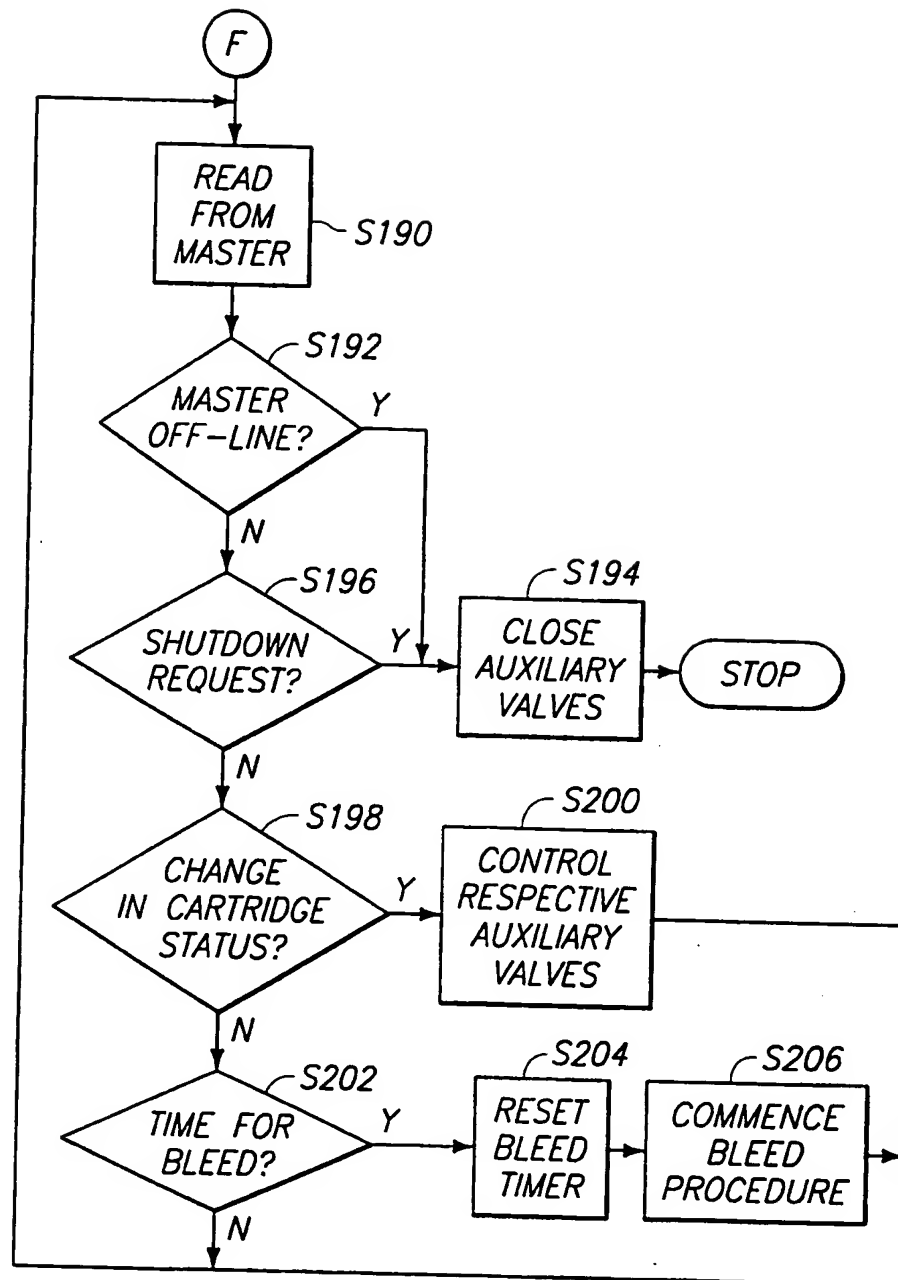 F
READ
FROM
MASTER
S190
S192
MASTER
OFF-LINE?
Y
N
S196
SHUTDOWN
REQUEST?
Y
S194
CLOSE
AUXILIARY
VALVES
STOP
N
S198
CHANGE
IN CARTRIDGE
STATUS?
Y
S200
CONTROL
RESPECTIVE
AUXILIARY
VALVES
N
S202
TIME FOR
BLEED?
Y
S204
RESET
BLEED
TIMER
S206
COMMENCE
BLEED
PROCEDURE
N